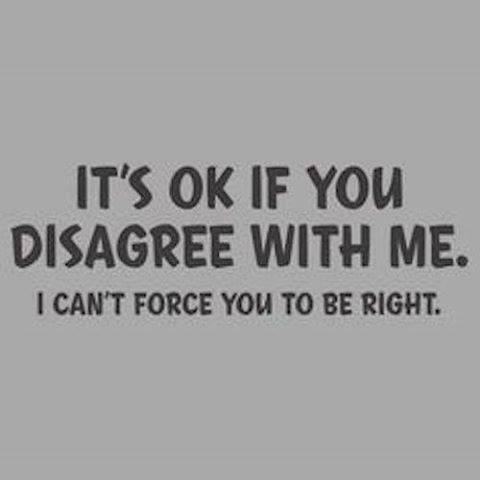 IT'S OK IF YOU
DISAGREE WITH ME.
I CAN'T FORCE YOU TO BE RIGHT.